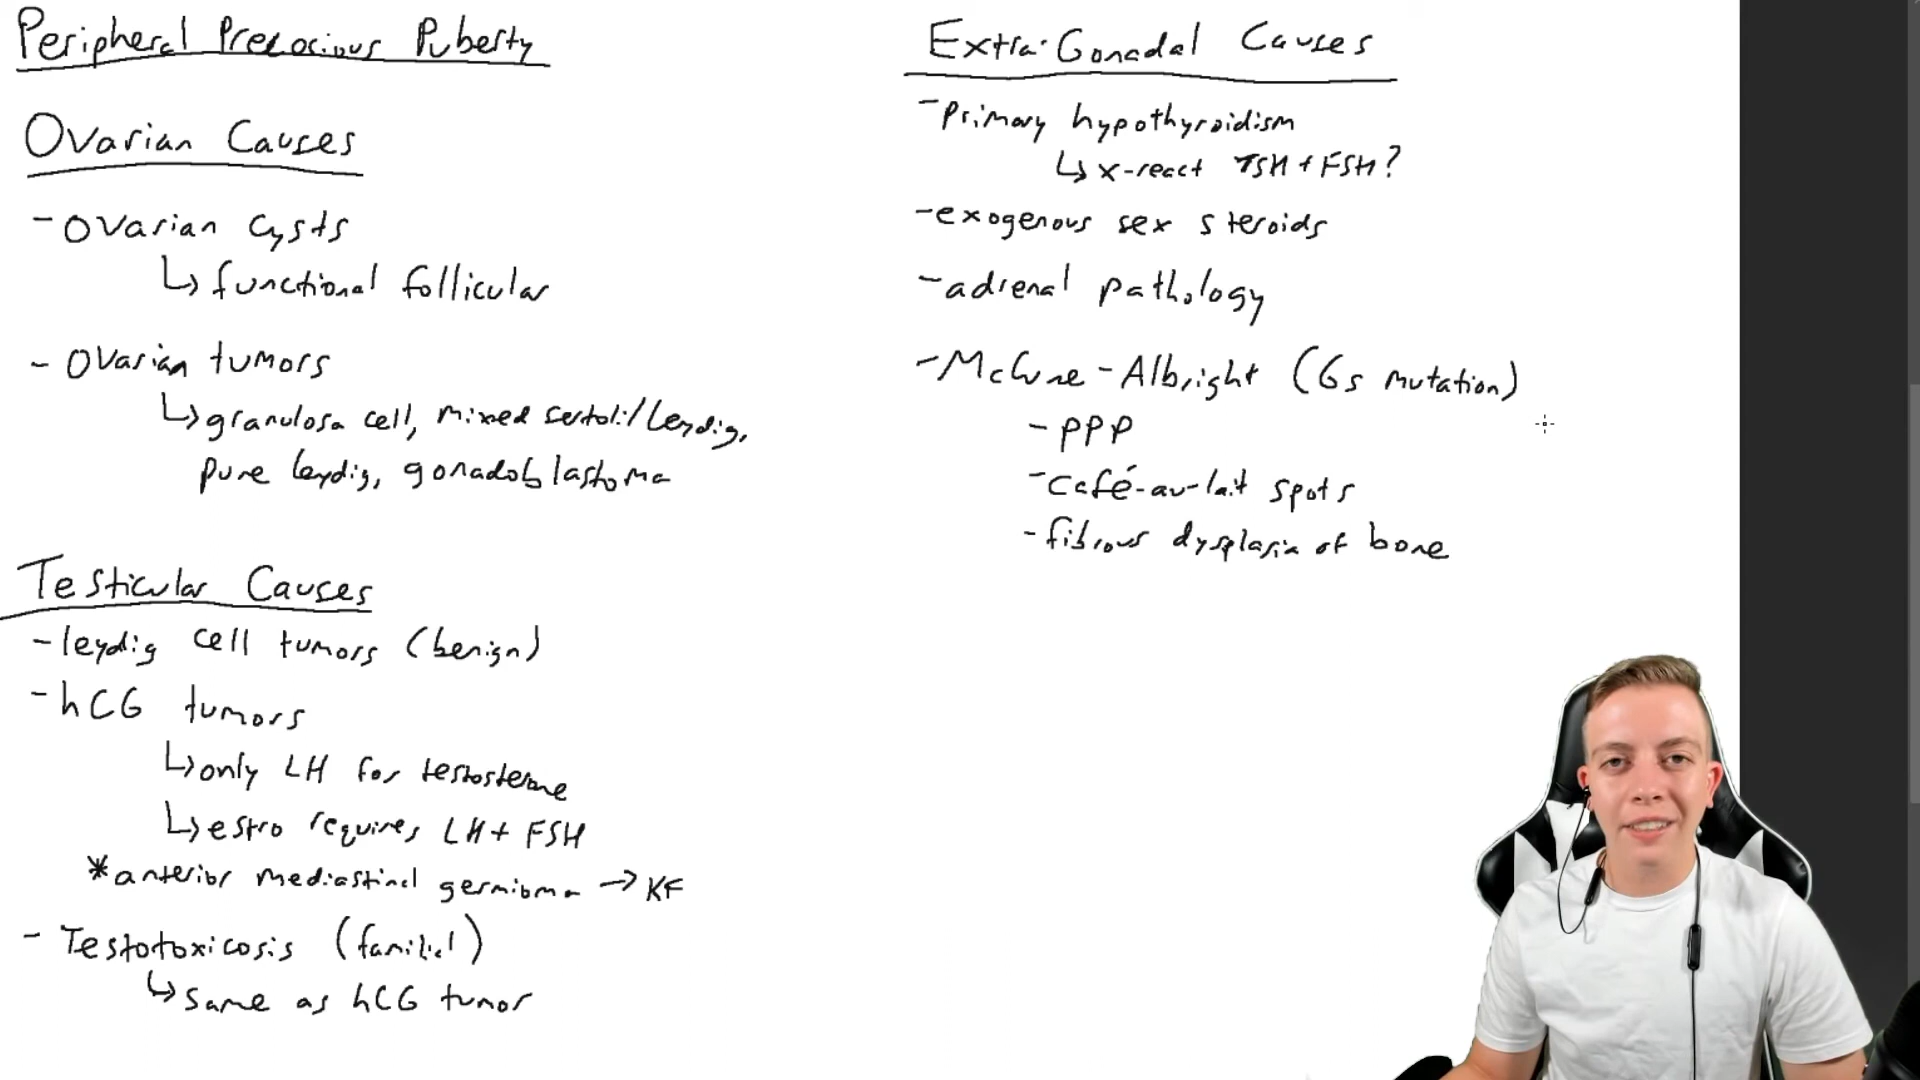 Peripheral Precocious Puberty
Ovarian Causes
- Ovarian Cysts
↳ functional follicular
- Ovarian tumors
↳ granulosa cell, mixed sertoli/leydig,
pure leydig, gonadoblastoma
Testicular Causes
- leydig cell tumors (benign)
- hCG tumors
↳ only LH for testosterone
↳ estro requires LH + FSH
* anterior mediastinal germinoma → KF
- Testotoxicosis (familial)
↳ same as hCG tumor
Extra-Gonadal Causes
- Primary hypothyroidism
↳ x-react TSH + FSH?
- exogenous sex steroids
- adrenal pathology
- McCune-Albright (Gs mutation)
- PPP
- café-au-lait spots
- fibrous dysplasia of bone